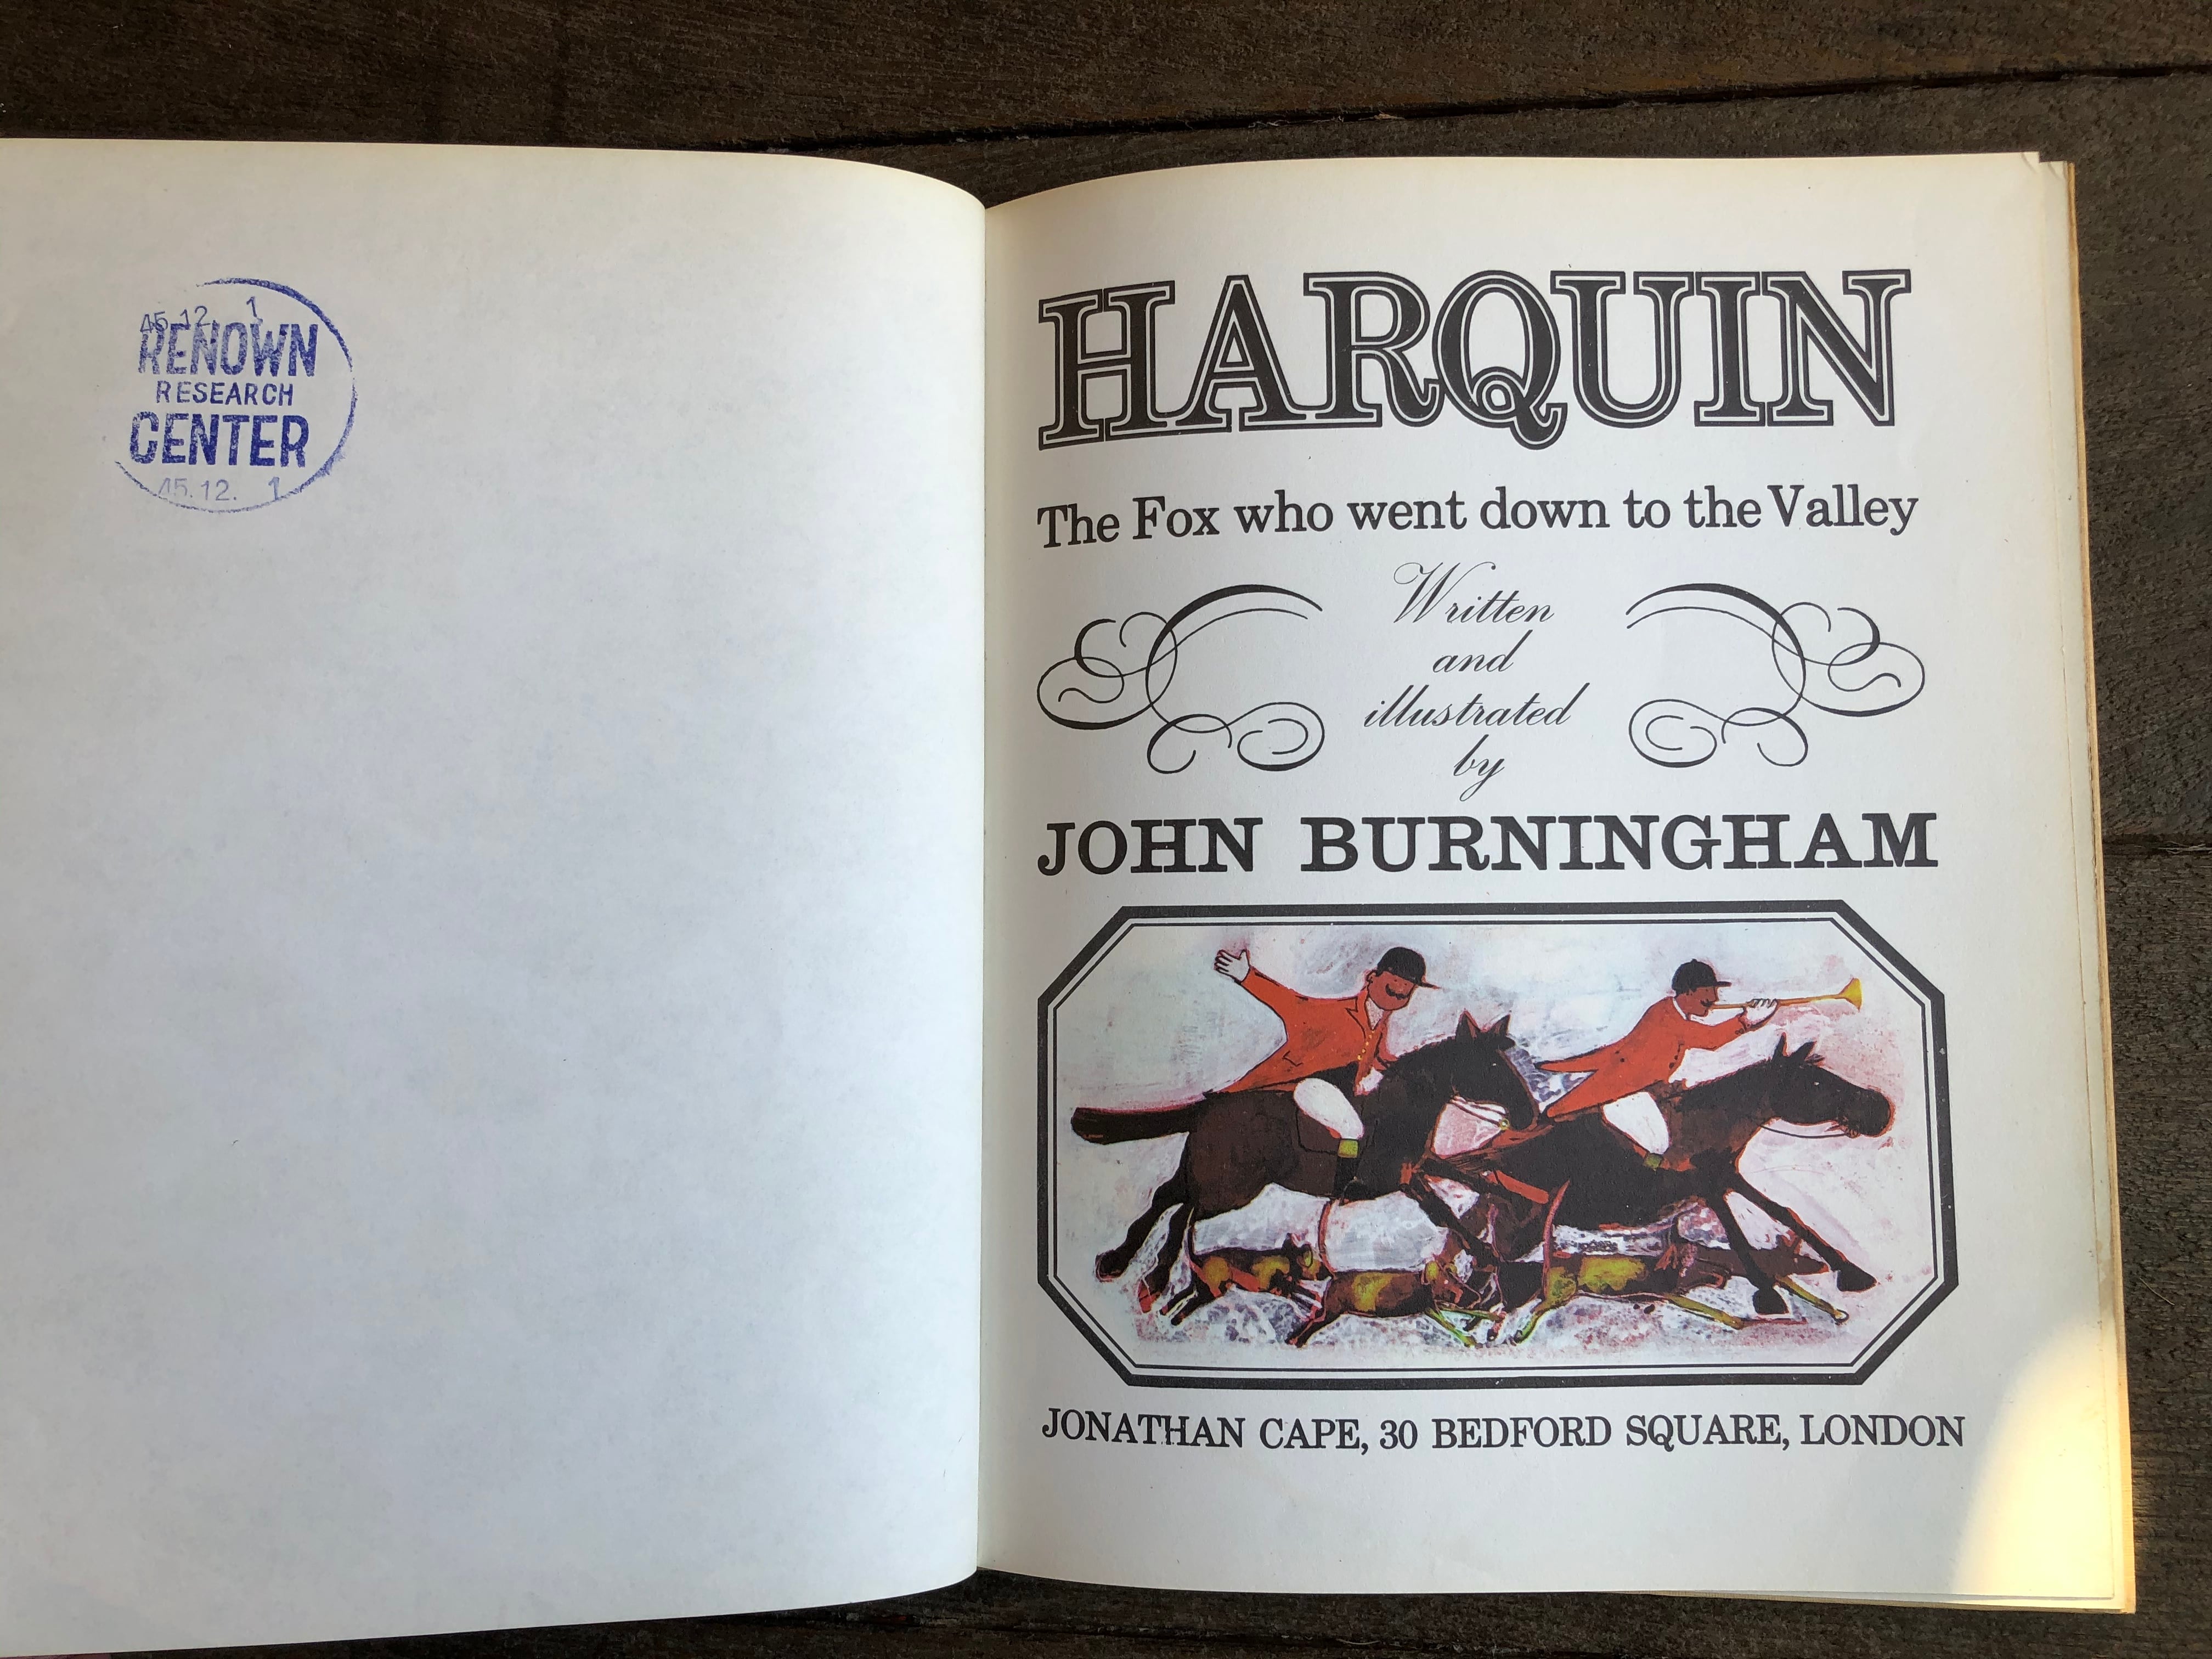 45.12. 1
RENOWN
RESEARCH
CENTER
45.12. 1
HARQUIN
The Fox who went down to the Valley
Written
and
illustrated
by
JOHN BURNINGHAM
JONATHAN CAPE, 30 BEDFORD SQUARE, LONDON